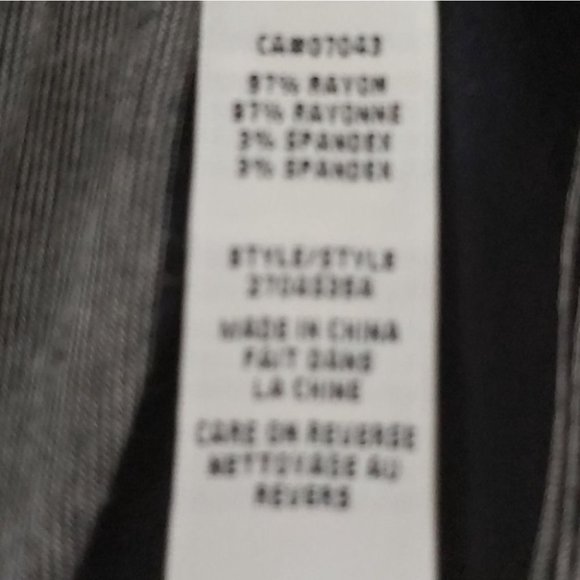 CA#07043
97% RAYON
97% RAYONNE
3% SPANDEX
3% SPANDEX
STYLE/STYLE
MADE IN CHINA
FAIT DANS
LA CHINE
CARE ON REVERSE
NETTOYAGE AU
REVERS